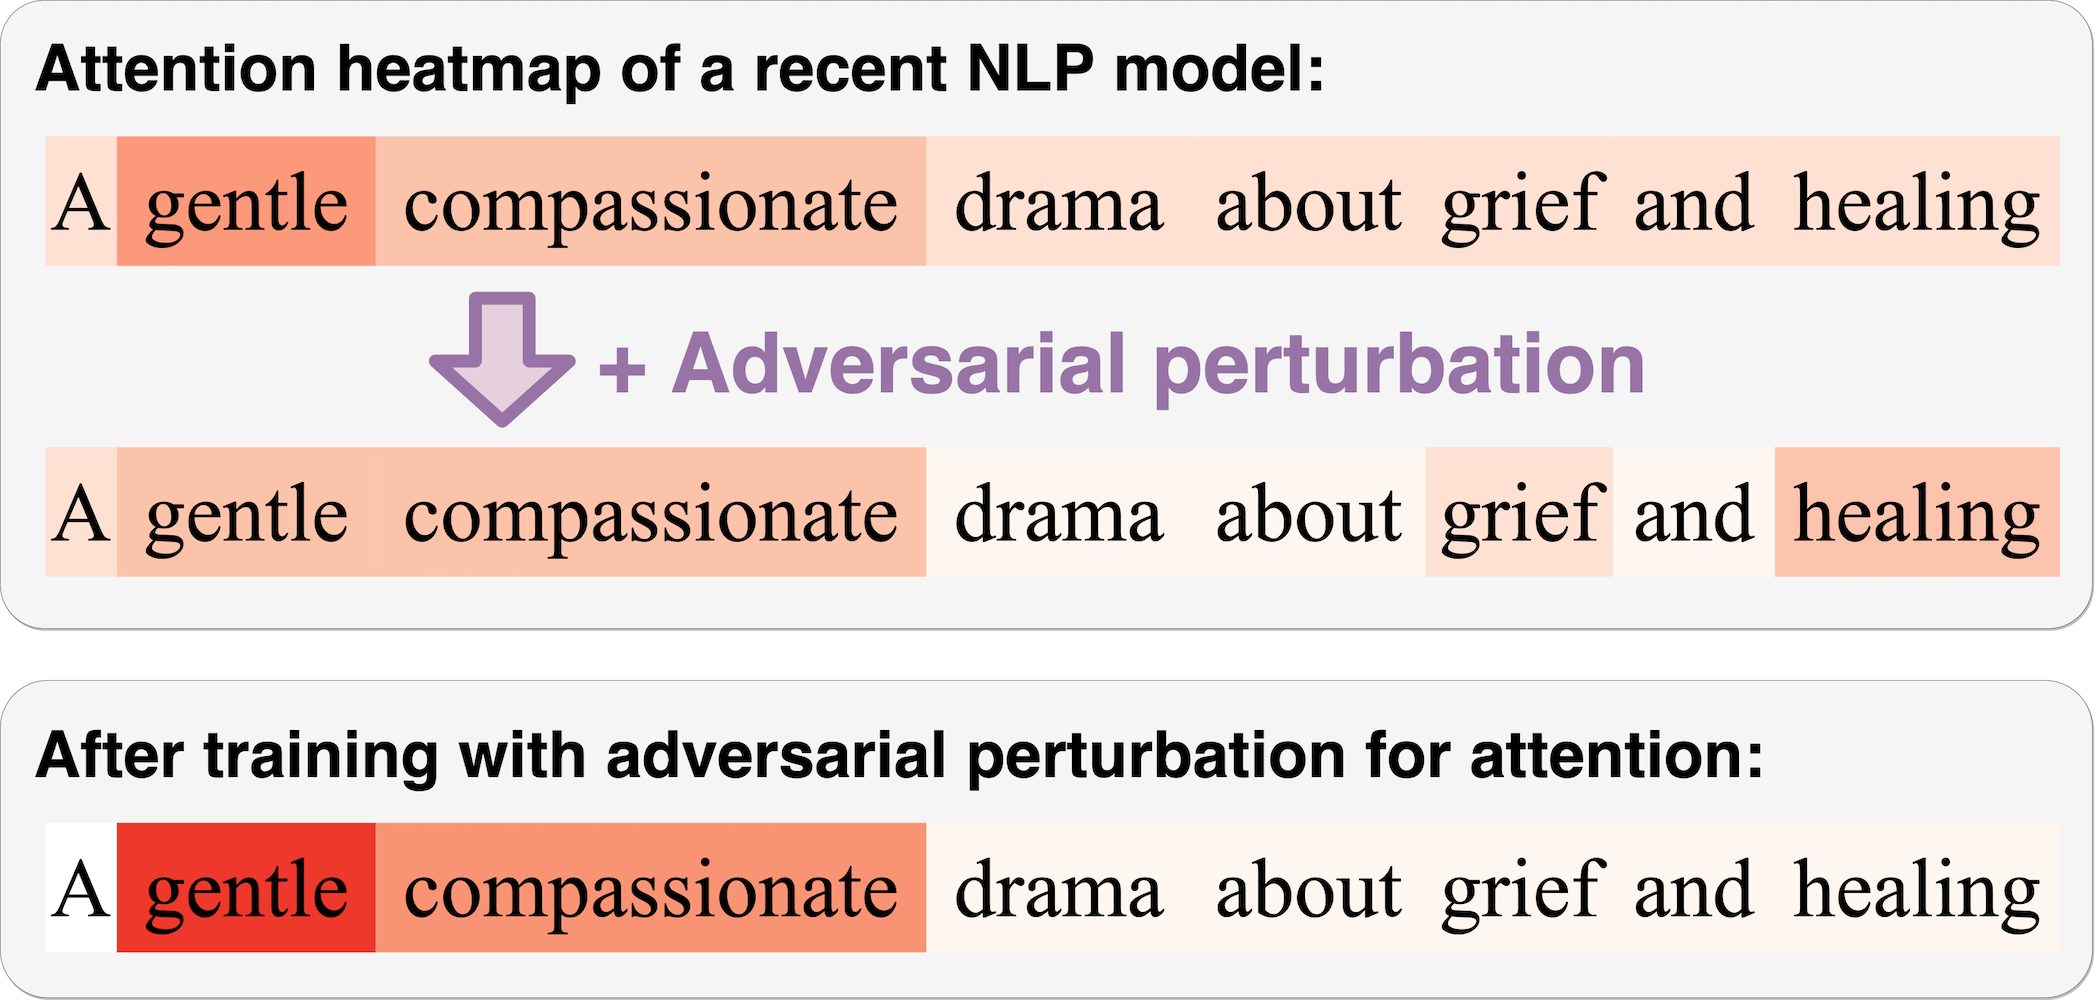 Attention heatmap of a recent NLP model:
A gentle compassionate drama about grief and healing
+ Adversarial perturbation
A gentle compassionate drama about grief and healing
After training with adversarial perturbation for attention:
A gentle compassionate drama about grief and healing